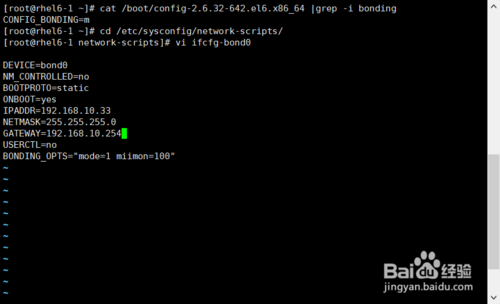 [root@rhel6-1 ~]# cat /boot/config-2.6.32-642.el6.x86_64 |grep -i bonding
CONFIG_BONDING=m
[root@rhel6-1 ~]# cd /etc/sysconfig/network-scripts/
[root@rhel6-1 network-scripts]# vi ifcfg-bond0
DEVICE=bond0
NM_CONTROLLED=no
BOOTPROTO=static
ONBOOT=yes
IPADDR=192.168.10.33
NETMASK=255.255.255.0
GATEWAY=192.168.10.254
USERCTL=no
BONDING_OPTS="mode=1 miimon=100"
~
~
~
~
~
~
~
~
~
~
~
~
Baidu 经验
jingyan.baidu.com